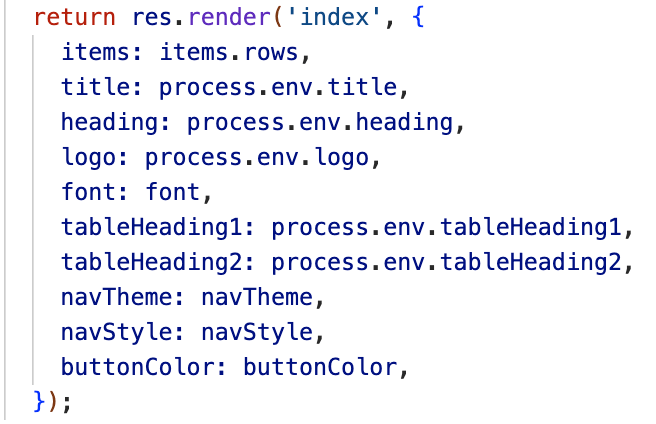 return res.render('index', {
  items: items.rows,
  title: process.env.title,
  heading: process.env.heading,
  logo: process.env.logo,
  font: font,
  tableHeading1: process.env.tableHeading1,
  tableHeading2: process.env.tableHeading2,
  navTheme: navTheme,
  navStyle: navStyle,
  buttonColor: buttonColor,
});